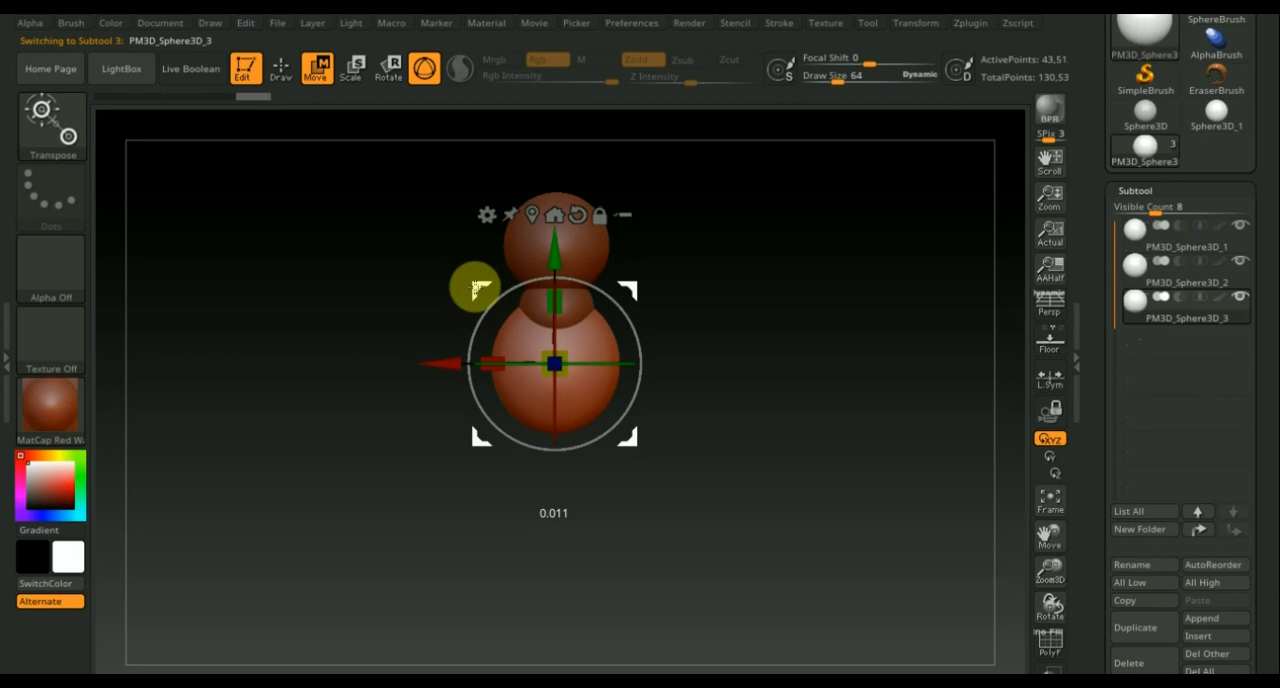 Alpha Brush Color Document Draw Edit File Layer Light Macro Marker Material Movie Picker Preferences Render Stencil Stroke Texture Tool Transform Zplugin Zscript
Switching to Subtool 3: PM3D_Sphere3D_3
Home Page
LightBox
Live Boolean
Edit
Draw
Move
Scale
Rotate
Mrgb Rgb M
Rgb Intensity
Zadd Zsub Zcut
Z Intensity
S
Focal Shift 0
Draw Size 64 Dynamic
D
ActivePoints: 43,51
TotalPoints: 130,53
Transpose
Dots
Alpha Off
Texture Off
MatCap Red W
Gradient
SwitchColor
Alternate
0.011
BPR
SPix 3
Scroll
Zoom
Actual
AAHalf
Dynamic
Persp
Floor
L.Sym
XYZ
Y
Z
Frame
Move
Zoom3D
Rotate
Line Fill
PolyF
SphereBrush
PM3D_Sphere3
AlphaBrush
SimpleBrush
EraserBrush
Sphere3D
Sphere3D_1
3
PM3D_Sphere3
Subtool
Visible Count 8
PM3D_Sphere3D_1
PM3D_Sphere3D_2
PM3D_Sphere3D_3
List All
New Folder
Rename AutoReorder
All Low All High
Copy Paste
Duplicate
Append
Insert
Delete
Del Other
Del All